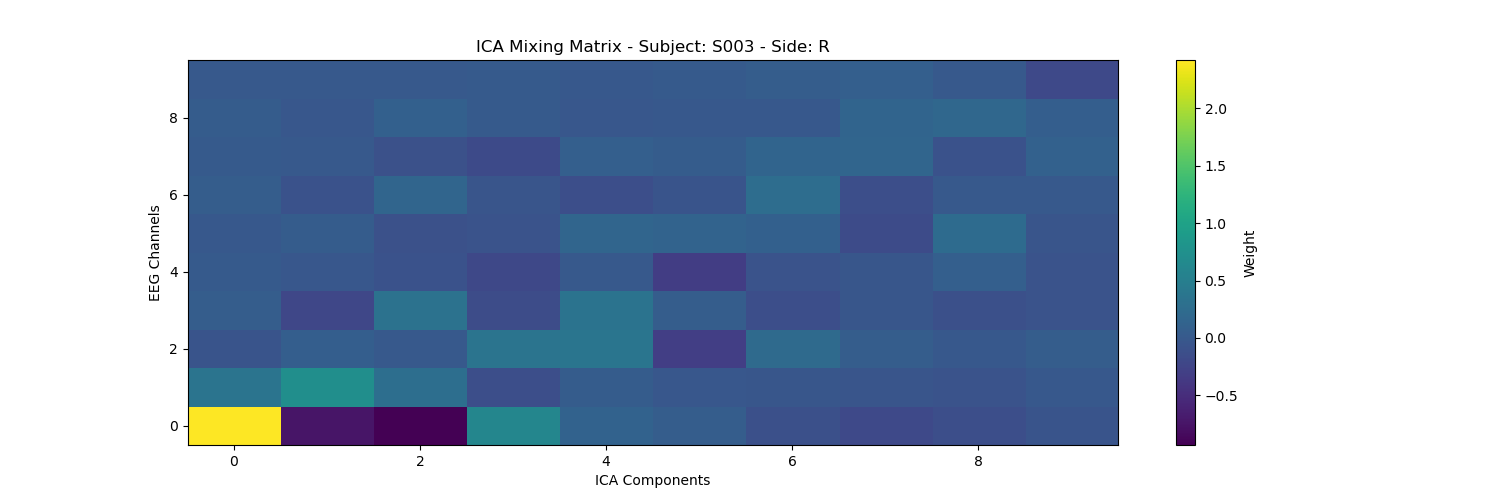 ICA Mixing Matrix - Subject: S003 - Side: R
8
6
4
2
0
EEG Channels
0 2 4 6 8
ICA Components
2.0
1.5
1.0
0.5
0.0
−0.5
Weight